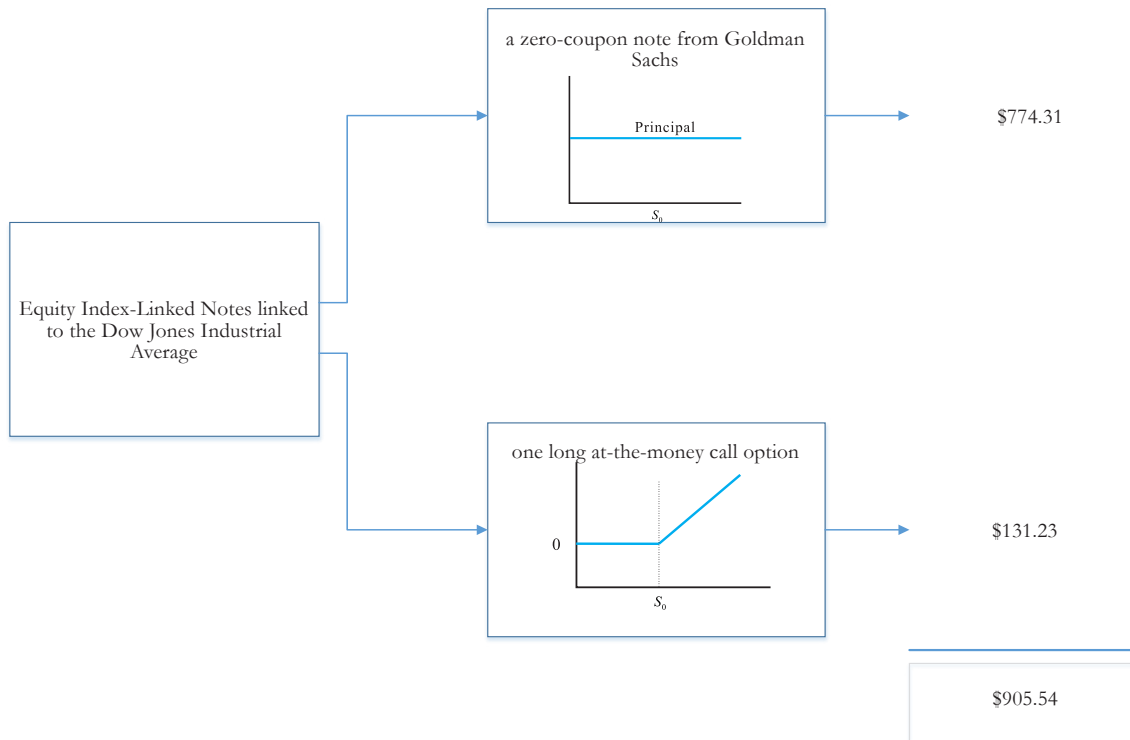 a zero-coupon note from Goldman
Sachs
Principal
S₀
$774.31
Equity Index-Linked Notes linked
to the Dow Jones Industrial
Average
one long at-the-money call option
0
S₀
$131.23
$905.54